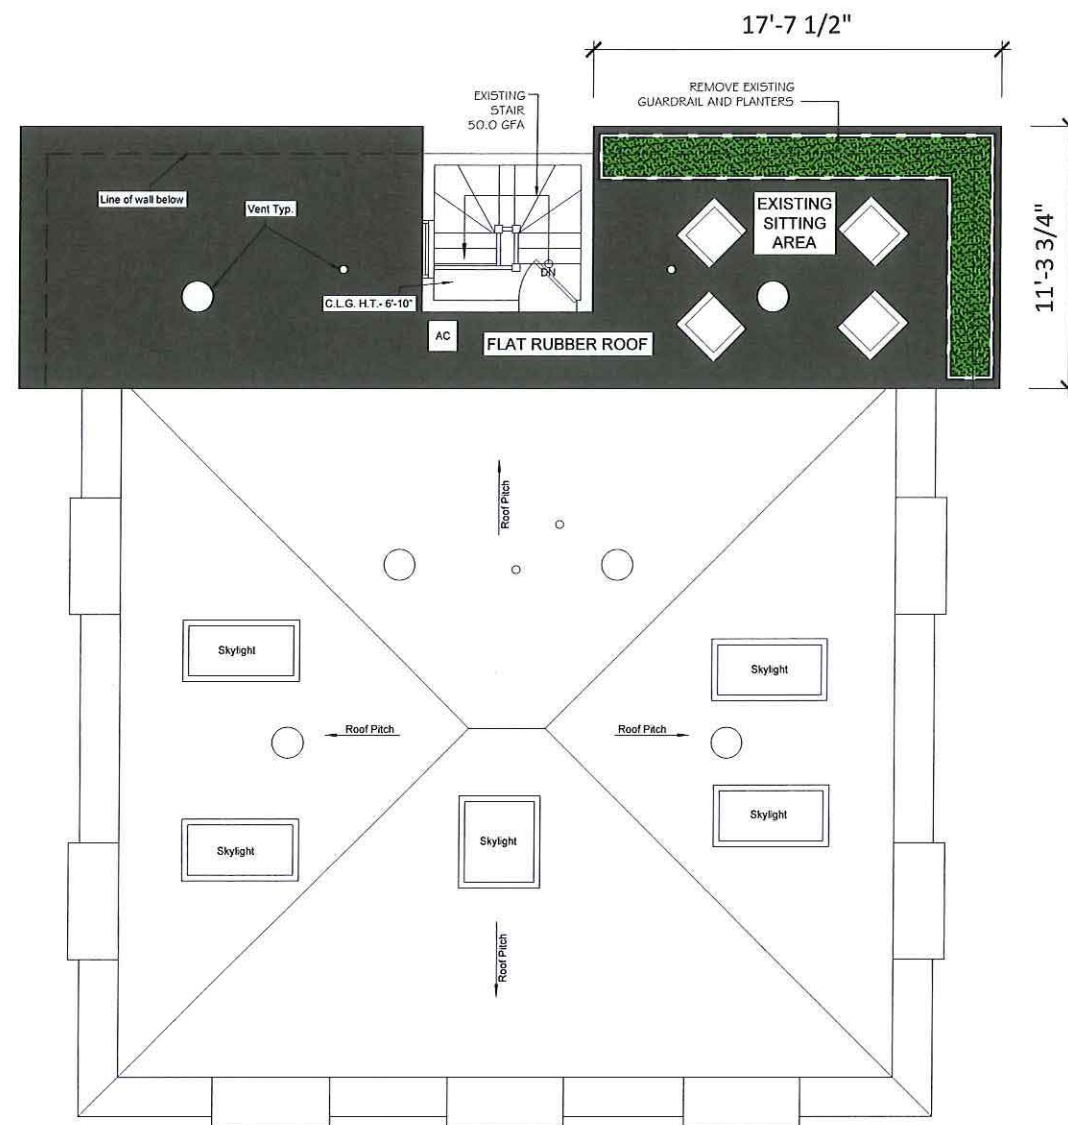 17'-7 1/2"
EXISTING
STAIR
50.0 GFA
REMOVE EXISTING
GUARDRAIL AND PLANTERS
Line of wall below
Vent Typ.
EXISTING
SITTING
AREA
11'-3 3/4"
DN
C.L.G. H.T.- 6'-10"
AC
FLAT RUBBER ROOF
Roof Pitch
Skylight
Skylight
Roof Pitch
Roof Pitch
Skylight
Skylight
Skylight
Roof Pitch